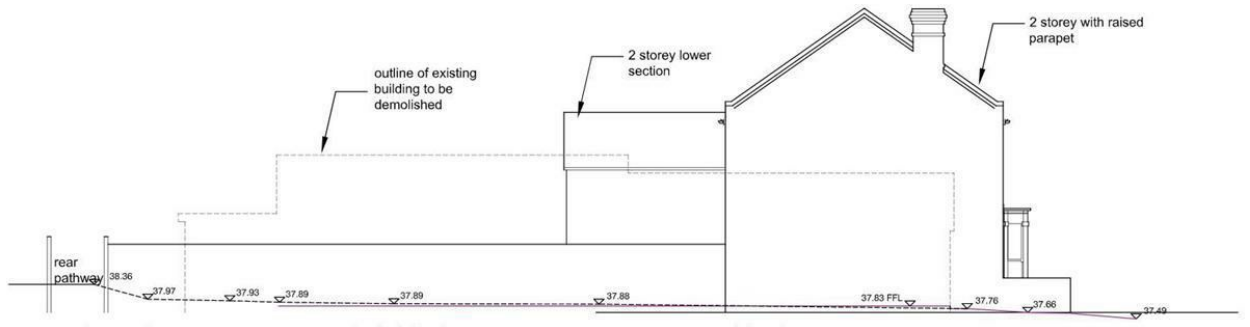 2 storey with raised
parapet
2 storey lower
section
outline of existing
building to be
demolished
rear
pathway
38.36
37.97
37.93
37.89
37.89
37.88
37.83 FFL
37.76
37.66
37.49